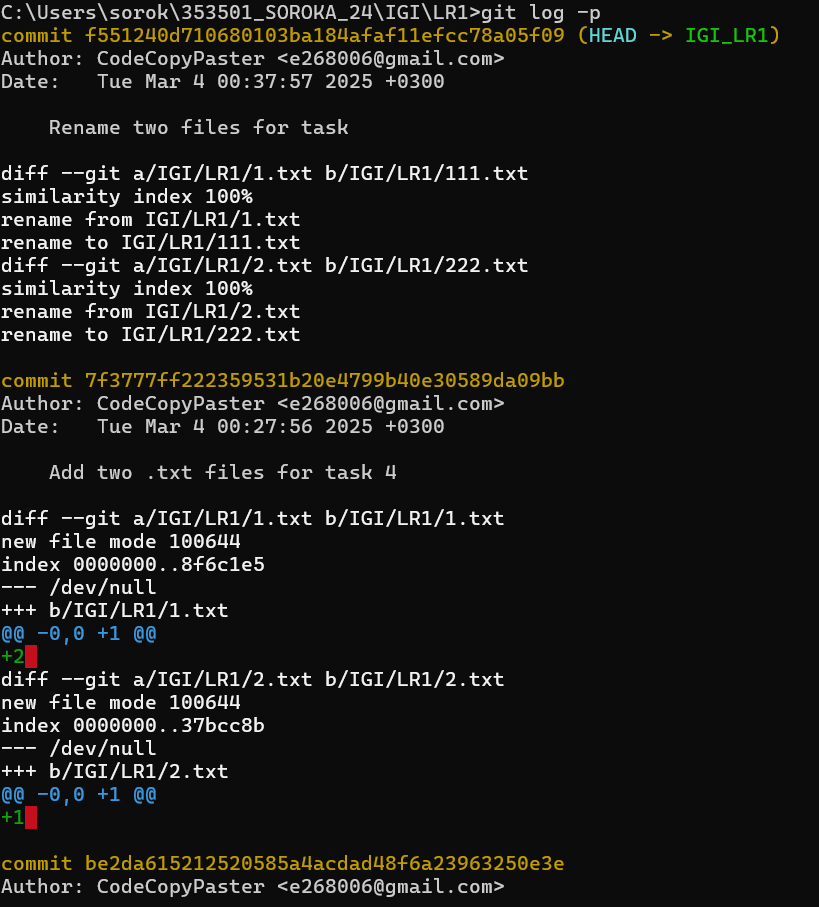 C:\Users\sorok\353501_SOROKA_24\IGI\LR1>git log -p
commit f551240d710680103ba184afaf11efcc78a05f09 (HEAD -> IGI_LR1)
Author: CodeCopyPaster <e268006@gmail.com>
Date:   Tue Mar 4 00:37:57 2025 +0300

    Rename two files for task

diff --git a/IGI/LR1/1.txt b/IGI/LR1/111.txt
similarity index 100%
rename from IGI/LR1/1.txt
rename to IGI/LR1/111.txt
diff --git a/IGI/LR1/2.txt b/IGI/LR1/222.txt
similarity index 100%
rename from IGI/LR1/2.txt
rename to IGI/LR1/222.txt

commit 7f3777ff222359531b20e4799b40e30589da09bb
Author: CodeCopyPaster <e268006@gmail.com>
Date:   Tue Mar 4 00:27:56 2025 +0300

    Add two .txt files for task 4

diff --git a/IGI/LR1/1.txt b/IGI/LR1/1.txt
new file mode 100644
index 0000000..8f6c1e5
--- /dev/null
+++ b/IGI/LR1/1.txt
@@ -0,0 +1 @@
+2
diff --git a/IGI/LR1/2.txt b/IGI/LR1/2.txt
new file mode 100644
index 0000000..37bcc8b
--- /dev/null
+++ b/IGI/LR1/2.txt
@@ -0,0 +1 @@
+1

commit be2da615212520585a4acdad48f6a23963250e3e
Author: CodeCopyPaster <e268006@gmail.com>